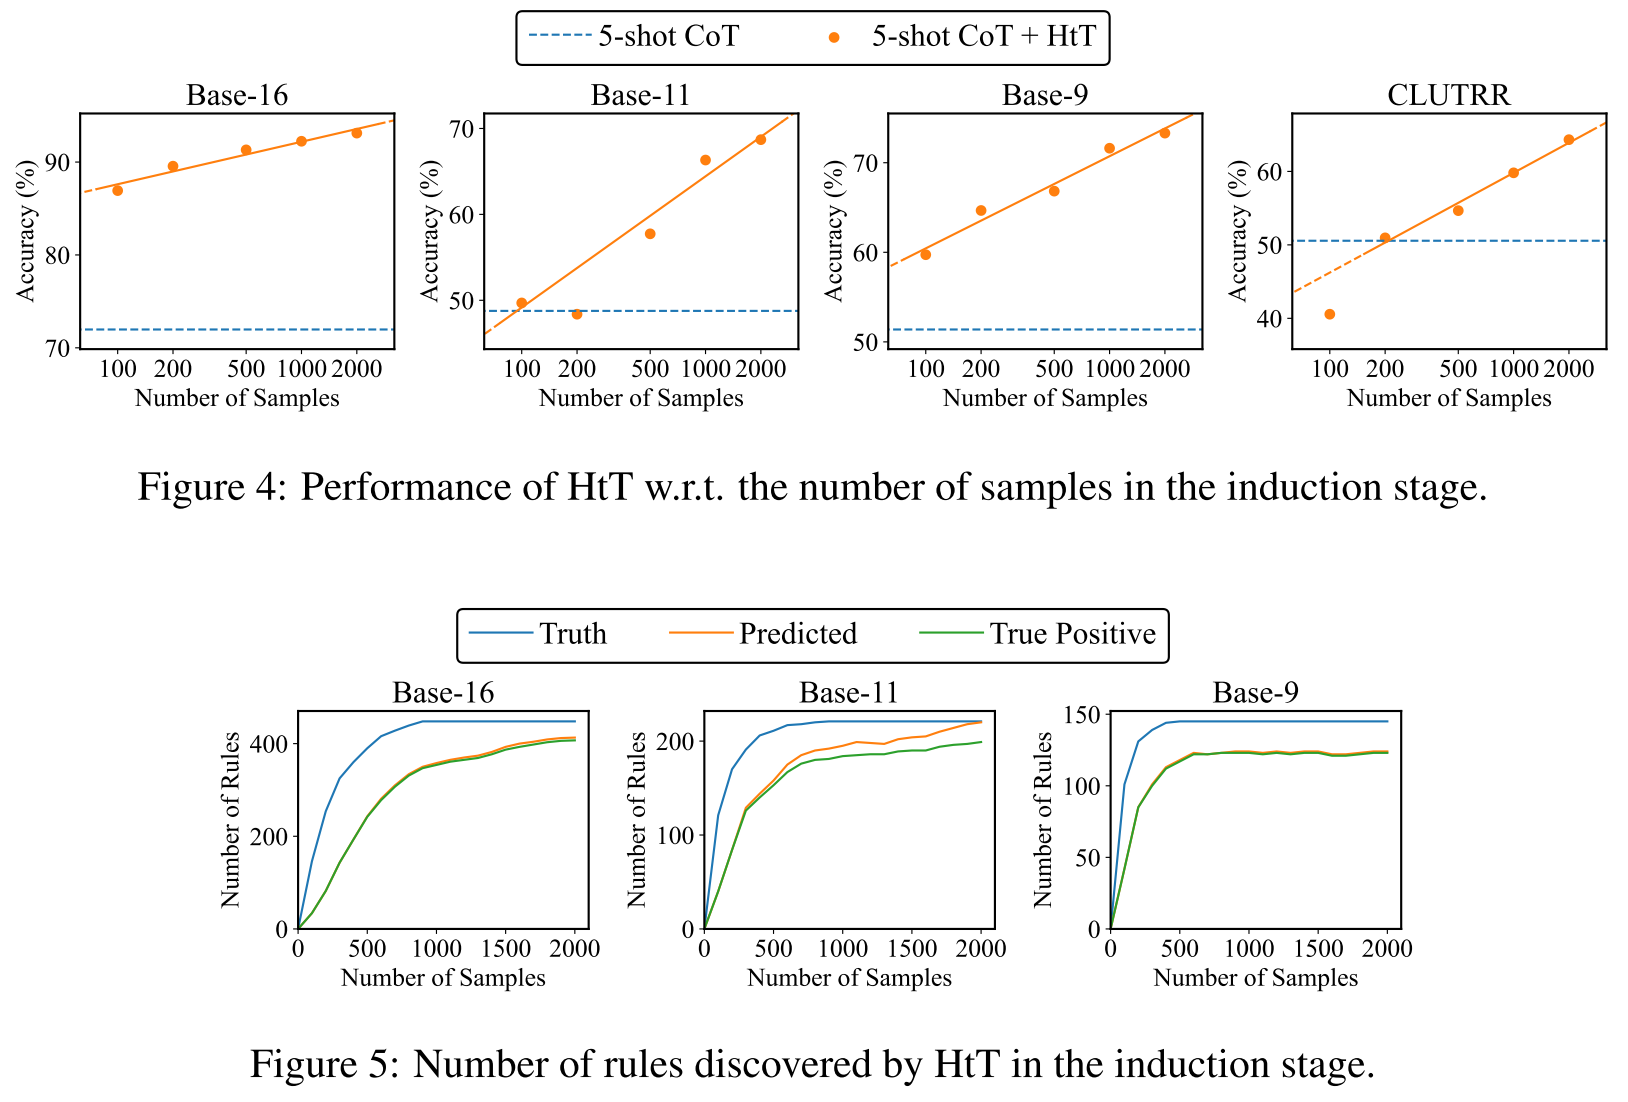 5-shot CoT 5-shot CoT + HtT
Base-16 Base-11 Base-9 CLUTRR
Accuracy (%) 90 80 70
100 200 500 1000 2000
Number of Samples
Accuracy (%) 70 60 50
100 200 500 1000 2000
Number of Samples
Accuracy (%) 70 60 50
100 200 500 1000 2000
Number of Samples
Accuracy (%) 60 50 40
100 200 500 1000 2000
Number of Samples
Figure 4: Performance of HtT w.r.t. the number of samples in the induction stage.
Truth Predicted True Positive
Base-16 Base-11 Base-9
Number of Rules 400 200 0
0 500 1000 1500 2000
Number of Samples
Number of Rules 200 100 0
0 500 1000 1500 2000
Number of Samples
Number of Rules 150 100 50 0
0 500 1000 1500 2000
Number of Samples
Figure 5: Number of rules discovered by HtT in the induction stage.